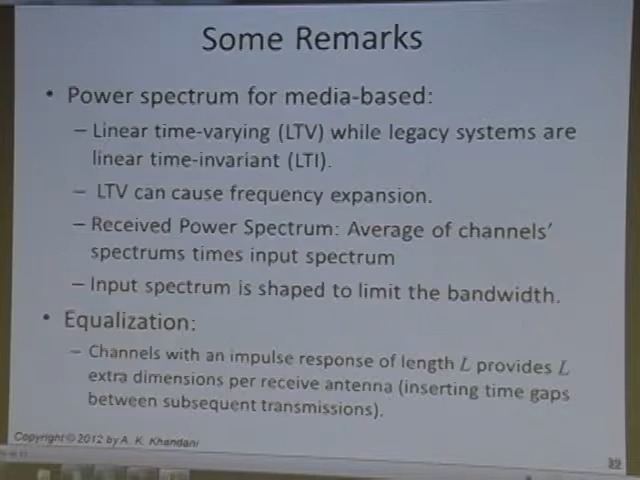 Some Remarks
• Power spectrum for media-based:
– Linear time-varying (LTV) while legacy systems are
linear time-invariant (LTI).
– LTV can cause frequency expansion.
– Received Power Spectrum: Average of channels'
spectrums times input spectrum
– Input spectrum is shaped to limit the bandwidth.
• Equalization:
– Channels with an impulse response of length L provides L
extra dimensions per receive antenna (inserting time gaps
between subsequent transmissions).
Copyright © 2012 by A. K. Khandani